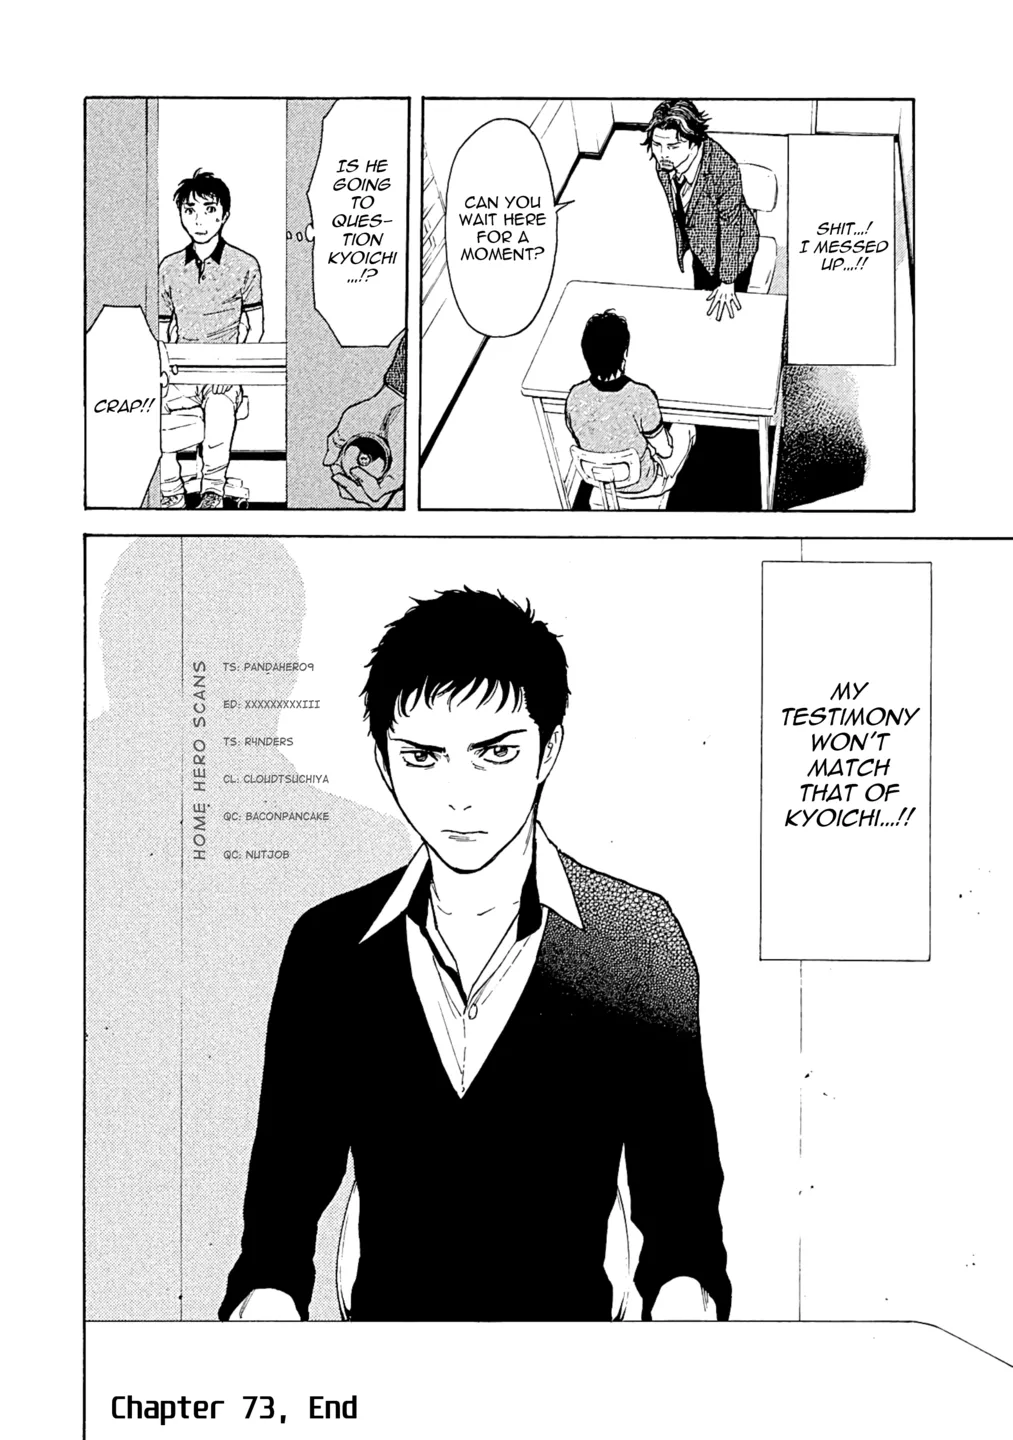 SHIT...!
I MESSED
UP...!!
CAN YOU
WAIT HERE
FOR A
MOMENT?
IS HE
GOING
TO
QUES-
TION
KYOICHI
...!?
CRAP!!
MY
TESTIMONY
WON'T
MATCH
THAT OF
KYOICHI...!!
HOME HERO SCANS
TS: PANDAHERO9
ED: XXXXXXXXXIII
TS: R4NDERS
CL: CLOUDTSUCHIYA
QC: BACONPANCAKE
QC: NUTJOB
Chapter 73, End